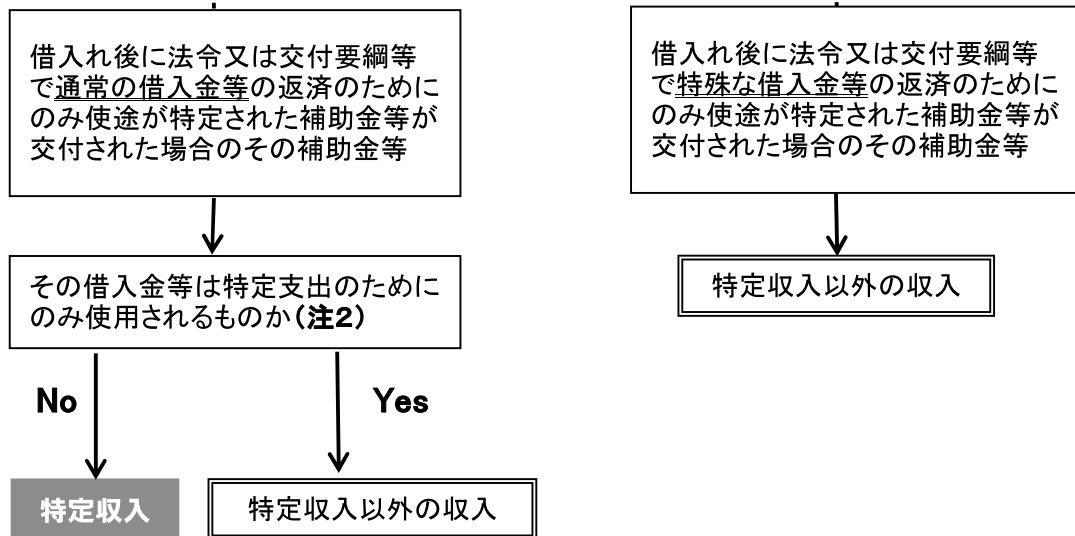 借入れ後に法令又は交付要綱等
で通常の借入金等の返済のために
のみ使途が特定された補助金等が
交付された場合のその補助金等
借入れ後に法令又は交付要綱等
で特殊な借入金等の返済のために
のみ使途が特定された補助金等が
交付された場合のその補助金等
その借入金等は特定支出のために
のみ使用されるものか(注2)
特定収入以外の収入
No
Yes
特定収入
特定収入以外の収入